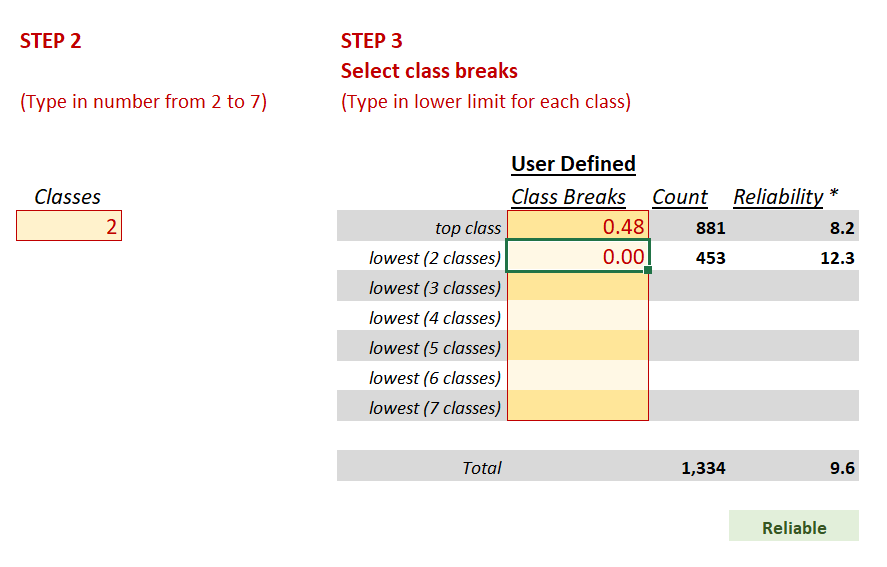 STEP 2
STEP 3
Select class breaks
(Type in number from 2 to 7)
(Type in lower limit for each class)
User Defined
Classes
Class Breaks Count Reliability *
2
top class 0.48 881 8.2
lowest (2 classes) 0.00 453 12.3
lowest (3 classes)
lowest (4 classes)
lowest (5 classes)
lowest (6 classes)
lowest (7 classes)
Total 1,334 9.6
Reliable